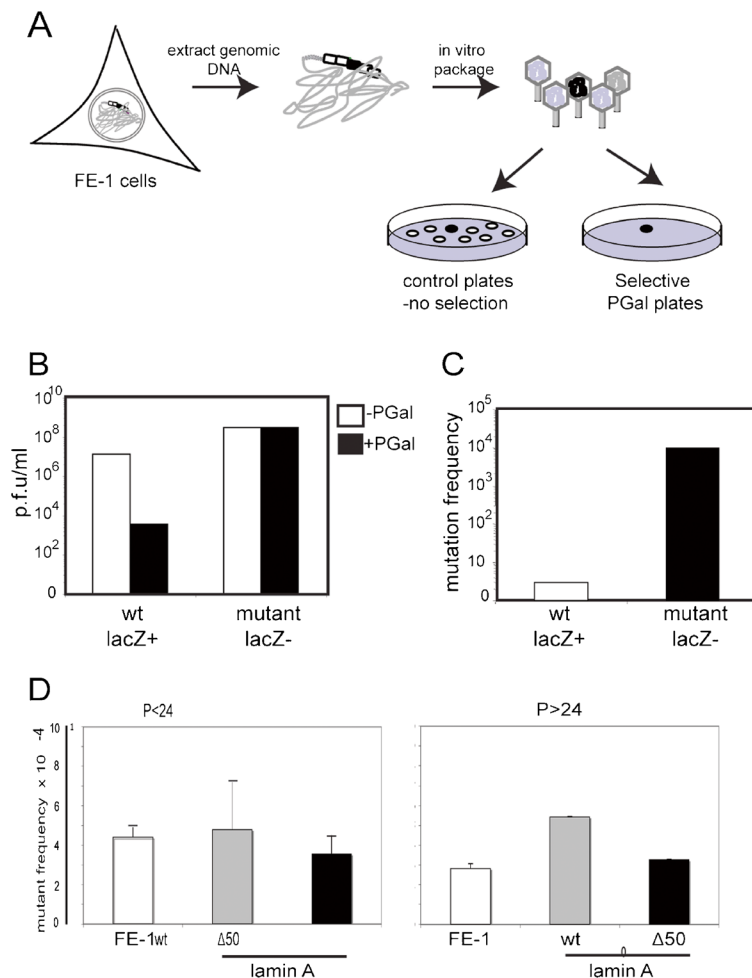 A
extract genomic
DNA
in vitro
package
FE-1 cells
control plates
-no selection
Selective
PGal plates
B
p.f.u/ml
10^10
10^8
10^6
10^4
10^2
0
wt
lacZ+
mutant
lacZ-
-PGal
+PGal
C
mutation frequency
10^5
10^4
10^3
10^2
10
0
wt
lacZ+
mutant
lacZ-
D
P<24
mutant frequency × 10 -4
10 1
8
6
4
2
0
FE-1wt
Δ50
lamin A
P>24
FE-1
wt
Δ50
lamin A